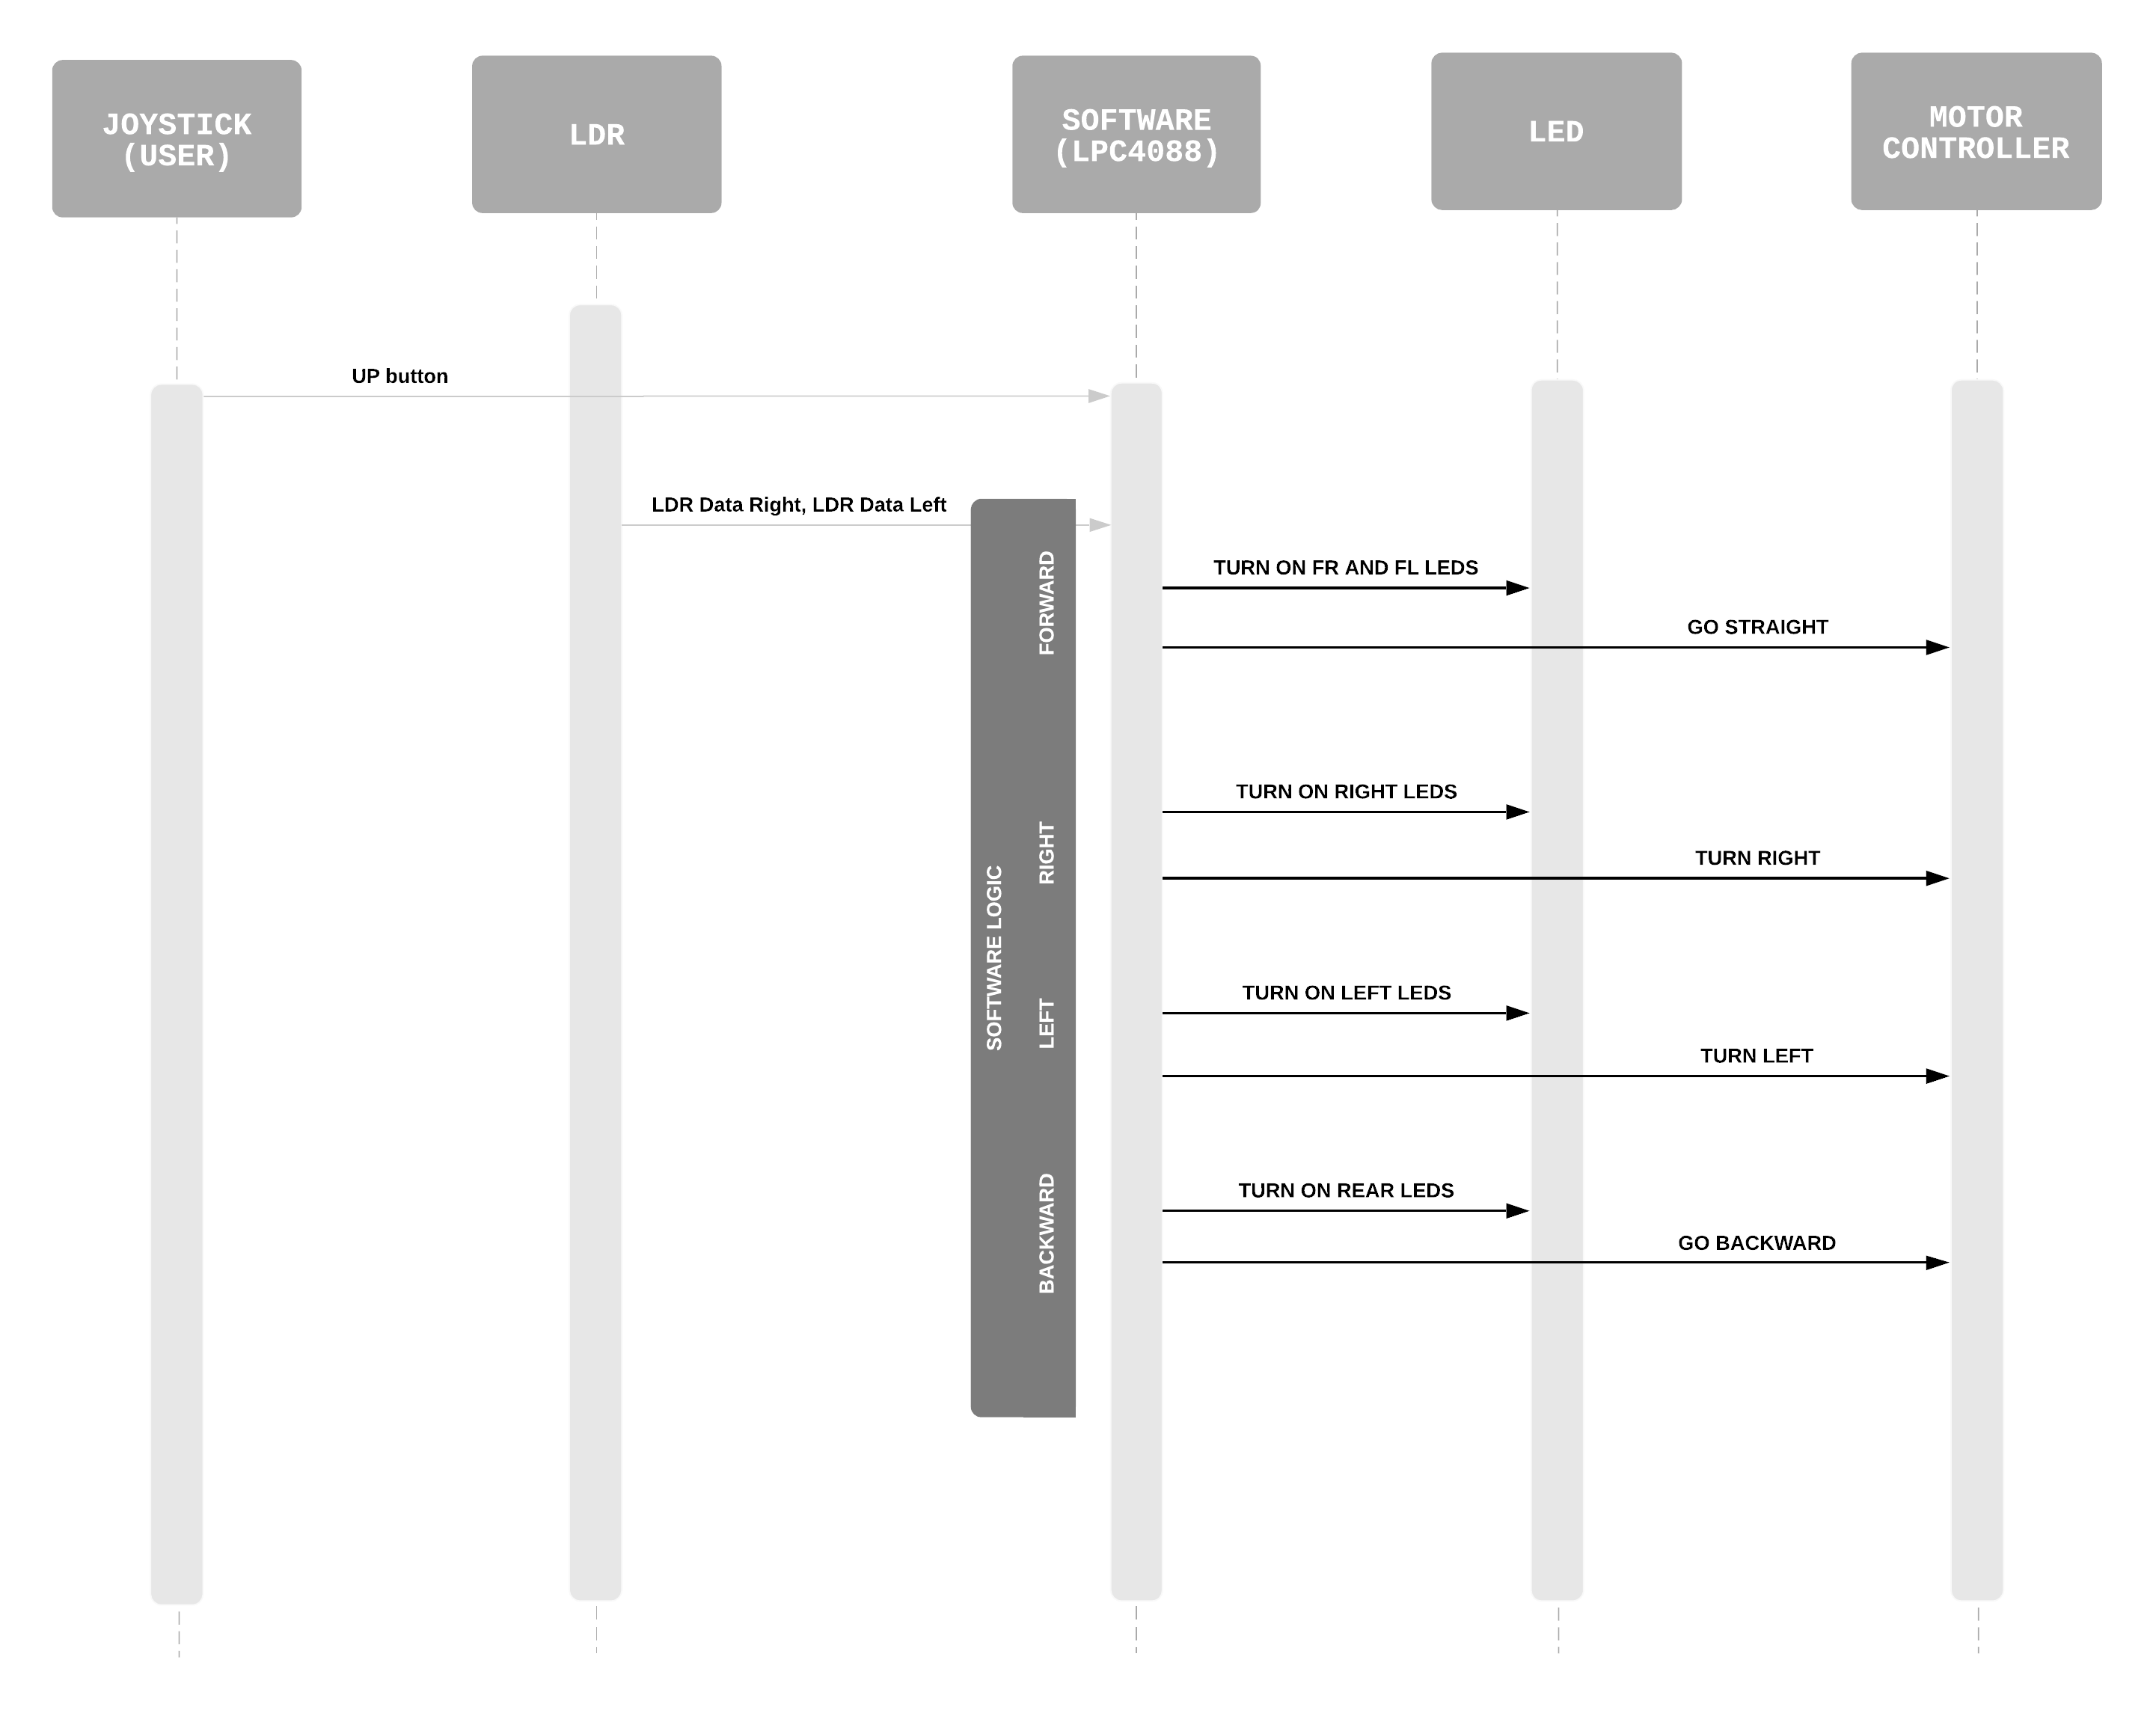 JOYSTICK
(USER)
LDR
SOFTWARE
(LPC4088)
LED
MOTOR
CONTROLLER
UP button
LDR Data Right, LDR Data Left
SOFTWARE LOGIC
FORWARD
TURN ON FR AND FL LEDS
GO STRAIGHT
RIGHT
TURN ON RIGHT LEDS
TURN RIGHT
LEFT
TURN ON LEFT LEDS
TURN LEFT
BACKWARD
TURN ON REAR LEDS
GO BACKWARD